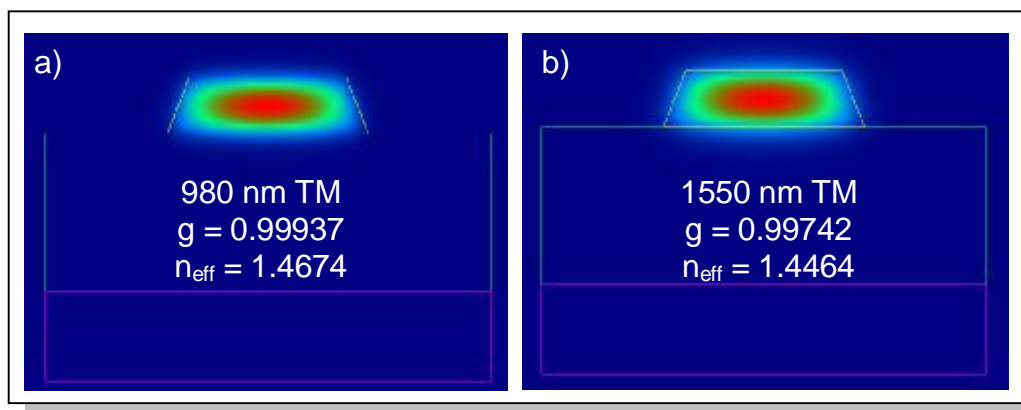 a)
980 nm TM
g = 0.99937
neff = 1.4674
b)
1550 nm TM
g = 0.99742
neff = 1.4464